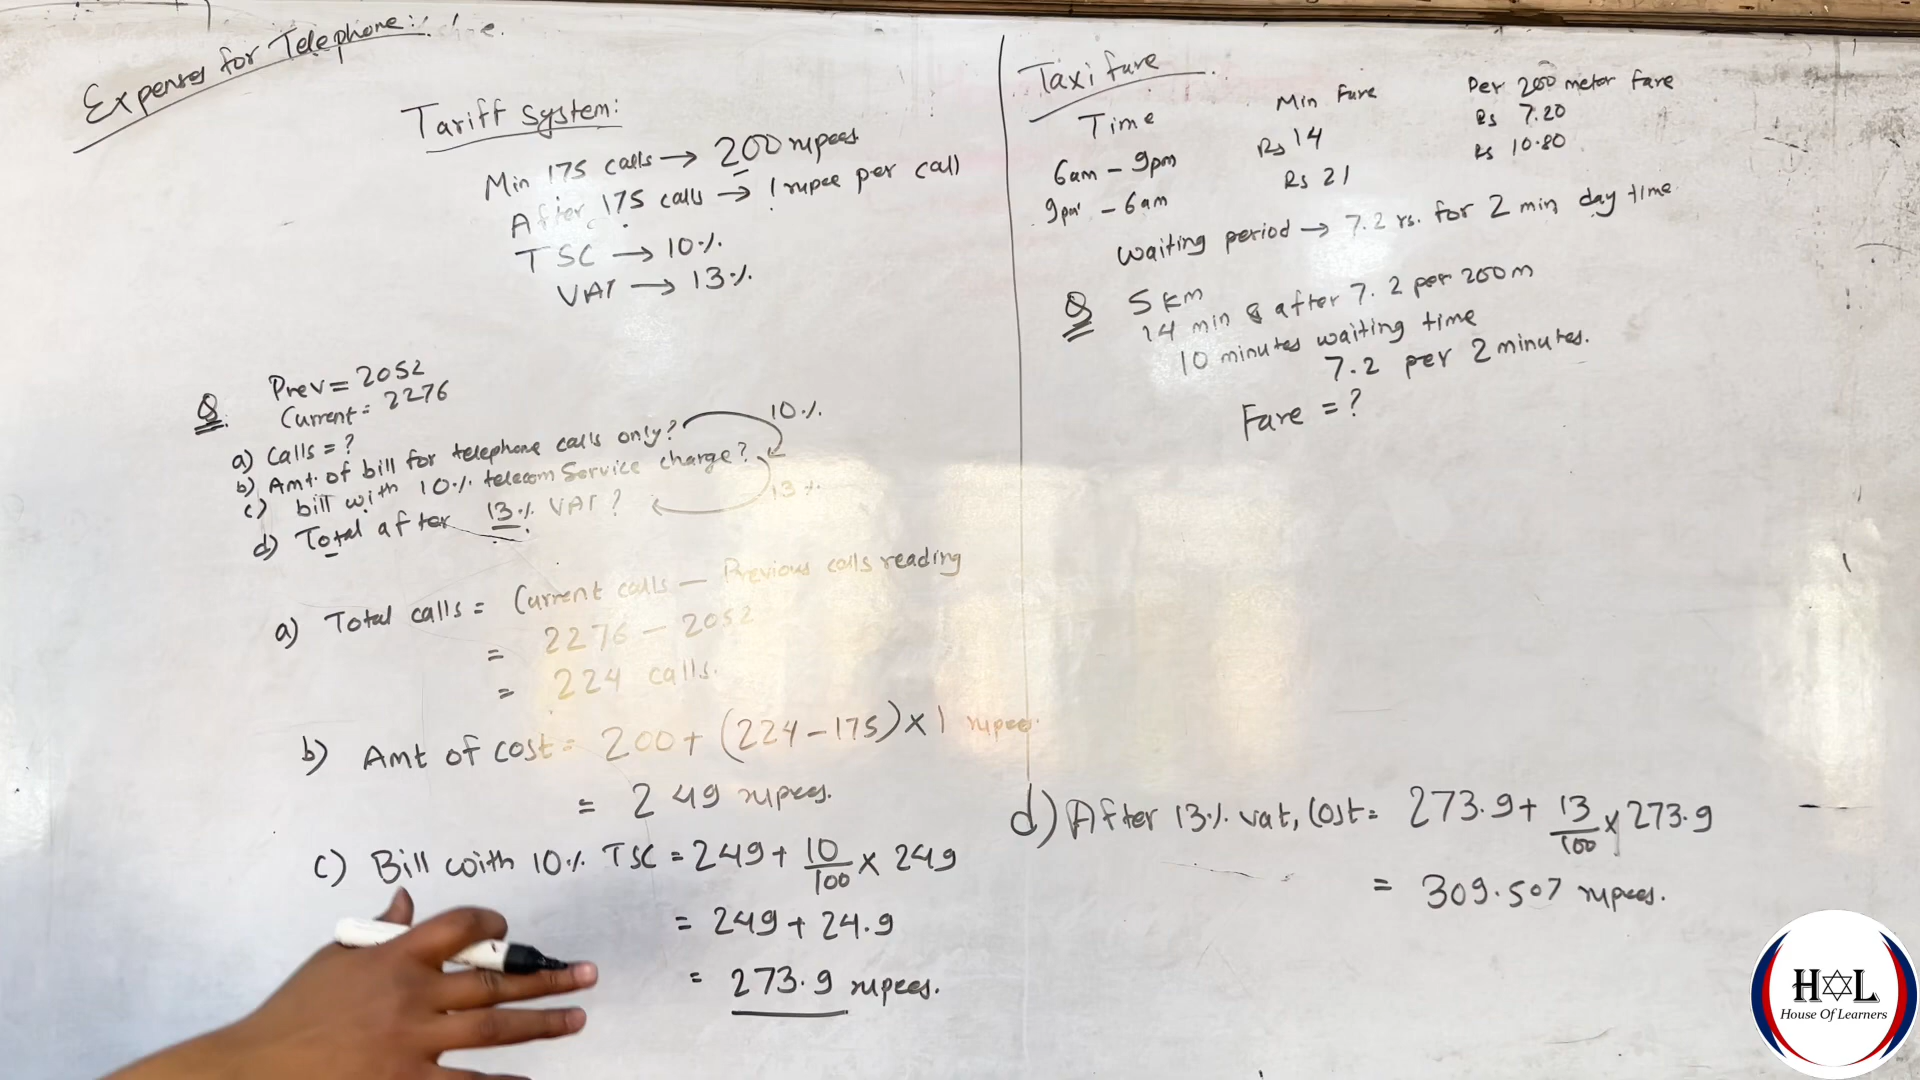 Expenses for Telephone:
Tariff System:
Min 175 calls → 200 rupees
After 175 calls → 1 rupee per call
TSC → 10%
VAT → 13%
Q. Prev = 2052
Current = 2276
a) Calls = ?
b) Amt. of bill for telephone calls only?
10%
c) bill with 10% telecom Service charge?
13%
d) Total after 13% VAT?
a) Total calls = Current calls – Previous calls reading
= 2276 – 2052
= 224 calls.
b) Amt of cost = 200 + (224 – 175) × 1 rupees.
= 249 rupees.
c) Bill with 10% TSC = 249 + 10/100 × 249
= 249 + 24.9
= 273.9 rupees.
Taxi fare
Time Min Fare Per 200 meter fare
6am – 9pm Rs 14 Rs 7.20
9pm – 6am Rs 21 Rs 10.80
Waiting period → 7.2 rs. for 2 min day time
Q 5 km
14 min & after 7.2 per 200m
10 minutes waiting time
7.2 per 2 minutes.
Fare = ?
d) After 13% vat, Cost = 273.9 + 13/100 × 273.9
= 309.507 rupees.
H L
House Of Learners